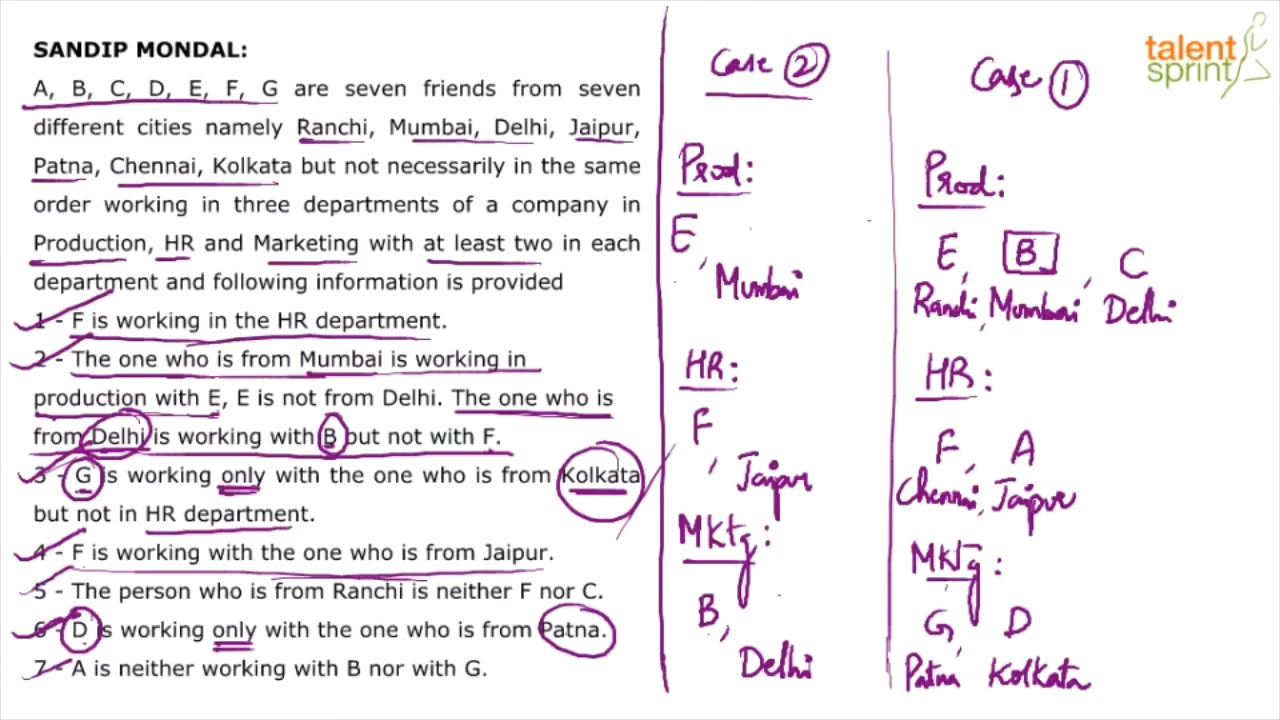 SANDIP MONDAL:
A, B, C, D, E, F, G are seven friends from seven
different cities namely Ranchi, Mumbai, Delhi, Jaipur,
Patna, Chennai, Kolkata but not necessarily in the same
order working in three departments of a company in
Production, HR and Marketing with at least two in each
department and following information is provided
1 - F is working in the HR department.
2 - The one who is from Mumbai is working in
production with E, E is not from Delhi. The one who is
from Delhi is working with B but not with F.
3 - G is working only with the one who is from Kolkata
but not in HR department.
4 - F is working with the one who is from Jaipur.
5 - The person who is from Ranchi is neither F nor C.
6 - D is working only with the one who is from Patna.
7 - A is neither working with B nor with G.
Case 2
Prod:
E,
Mumbai
HR:
F
, Jaipur
Mktg:
B,
Delhi
Case 1
Prod:
E, B, C
Ranchi, Mumbai Delhi
HR:
F, A
Chennai, Jaipur
Mktg:
G, D
Patna Kolkata
talent
sprint